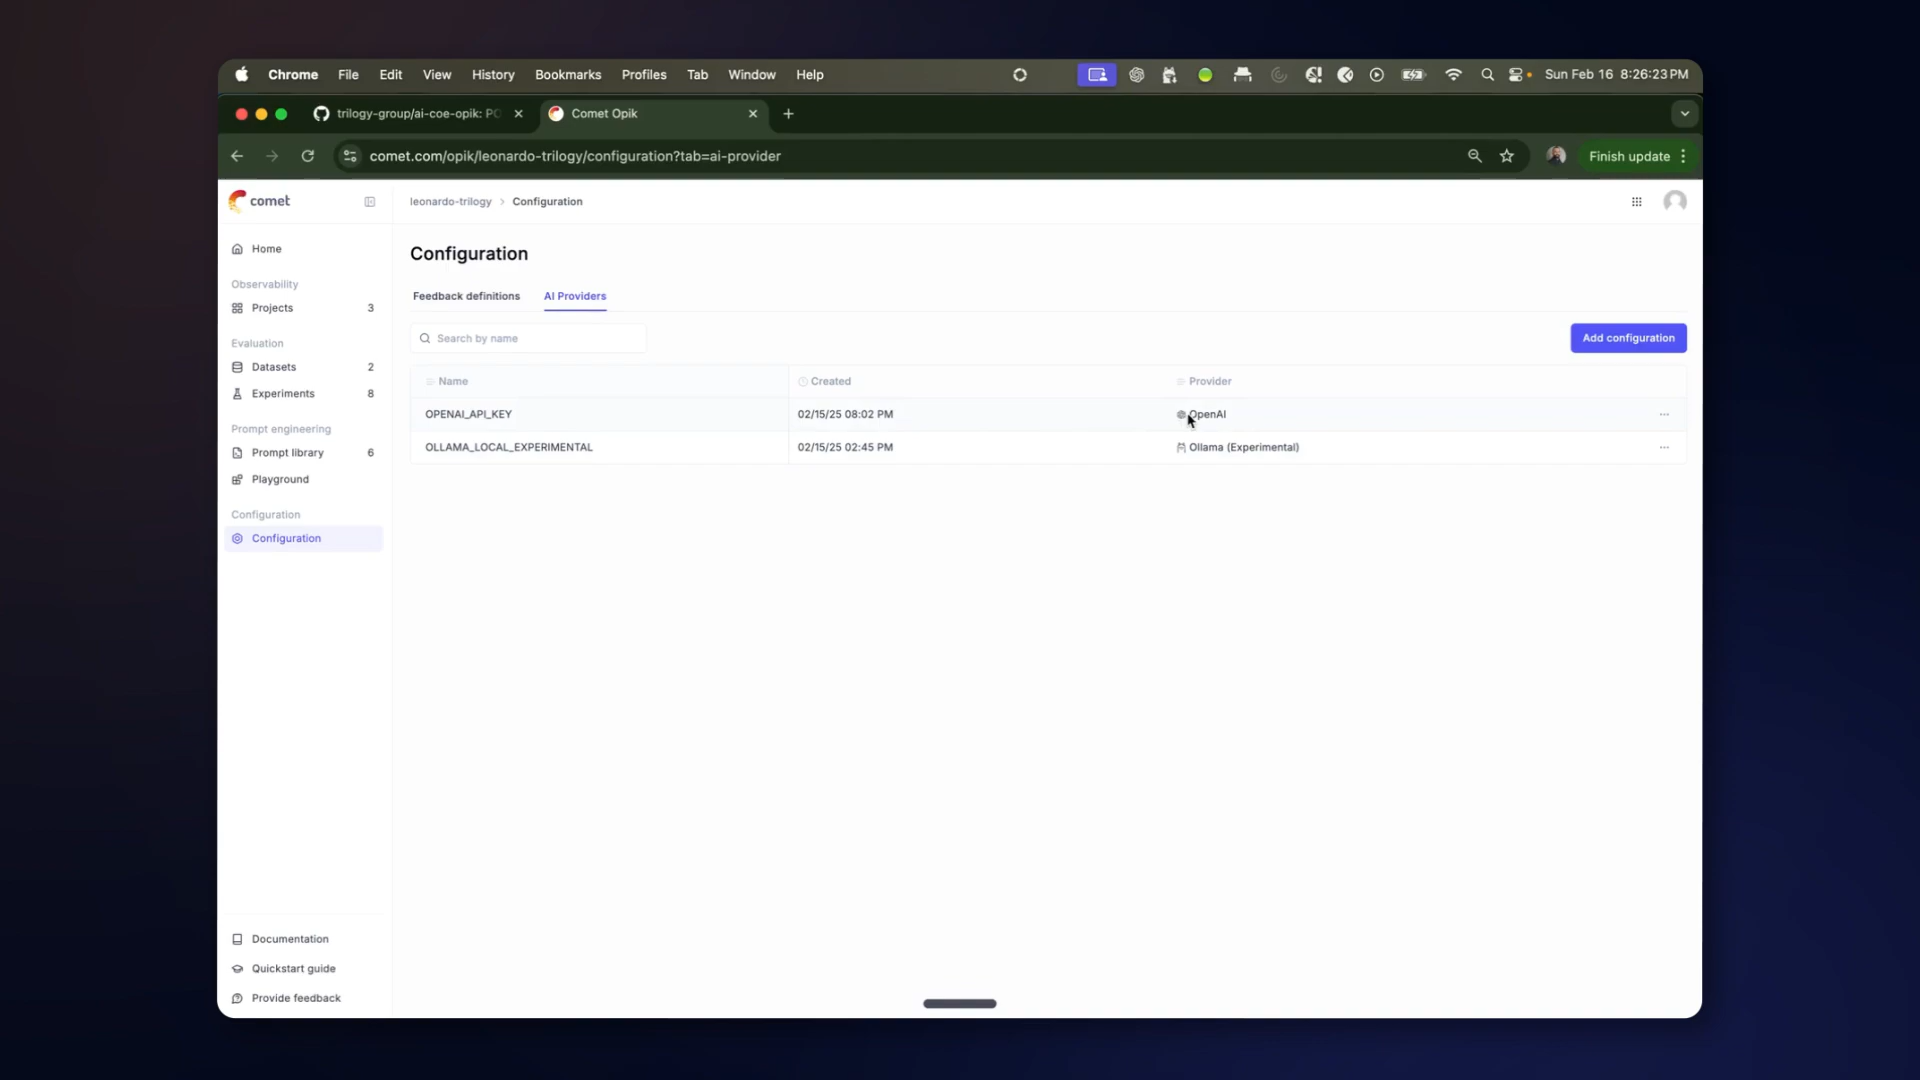 Chrome File Edit View History Bookmarks Profiles Tab Window Help Sun Feb 16 8:26:23 PM
trilogy-group/ai-coe-opik: PO Comet Opik
comet.com/opik/leonardo-trilogy/configuration?tab=ai-provider Finish update
comet
leonardo-trilogy > Configuration
Home
Observability
Projects 3
Evaluation
Datasets 2
Experiments 8
Prompt engineering
Prompt library 6
Playground
Configuration
Configuration
Documentation
Quickstart guide
Provide feedback
Configuration
Feedback definitions AI Providers
Search by name Add configuration
Name Created Provider
OPENAI_API_KEY 02/15/25 08:02 PM OpenAI
OLLAMA_LOCAL_EXPERIMENTAL 02/15/25 02:45 PM Ollama (Experimental)